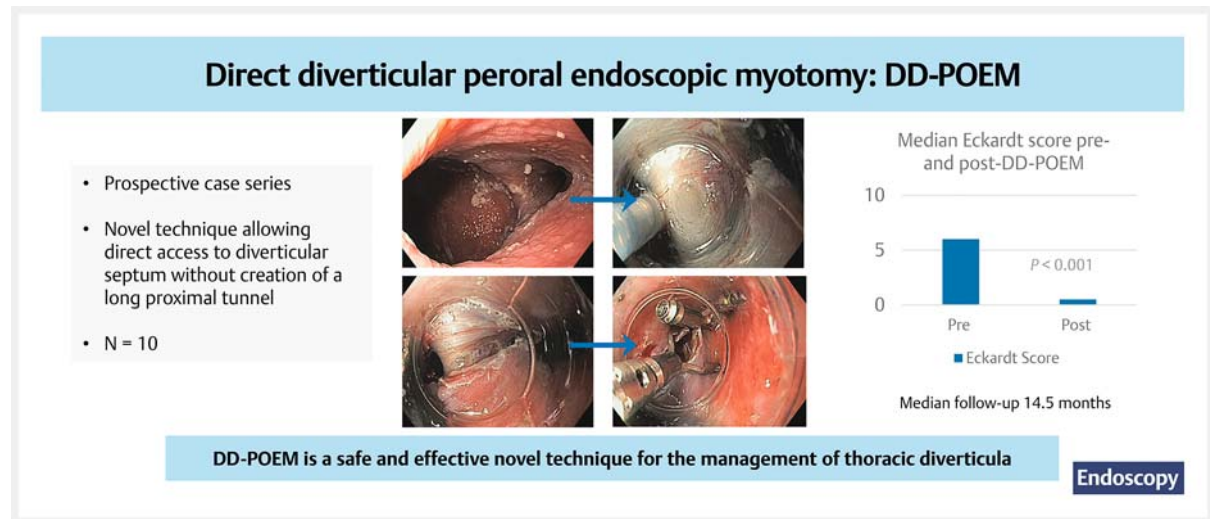 Direct diverticular peroral endoscopic myotomy: DD-POEM
• Prospective case series
• Novel technique allowing
direct access to diverticular
septum without creation of a
long proximal tunnel
• N = 10
Median Eckardt score pre-
and post-DD-POEM
10
5
0
P < 0.001
Pre
Post
Eckardt Score
Median follow-up 14.5 months
DD-POEM is a safe and effective novel technique for the management of thoracic diverticula
Endoscopy